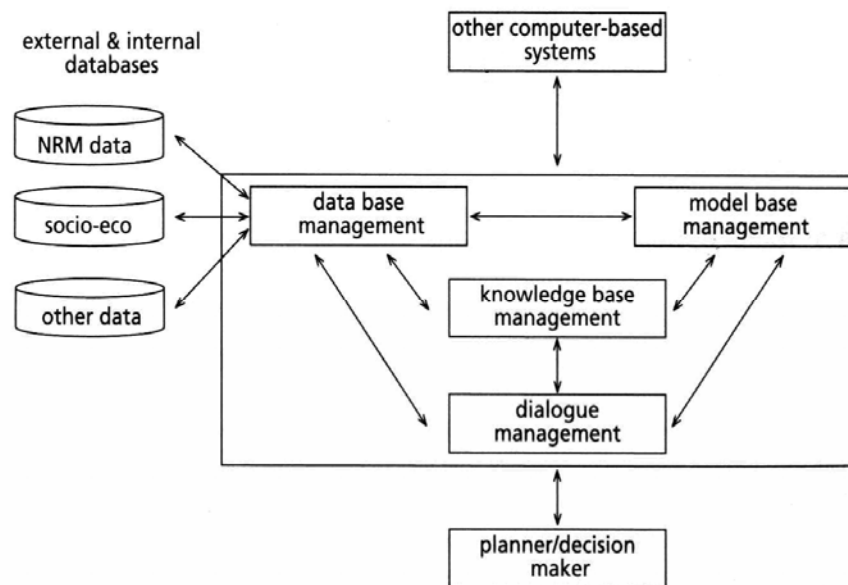 other computer-based
systems
external & internal
databases
NRM data
socio-eco
other data
data base
management
model base
management
knowledge base
management
dialogue
management
planner/decision
maker